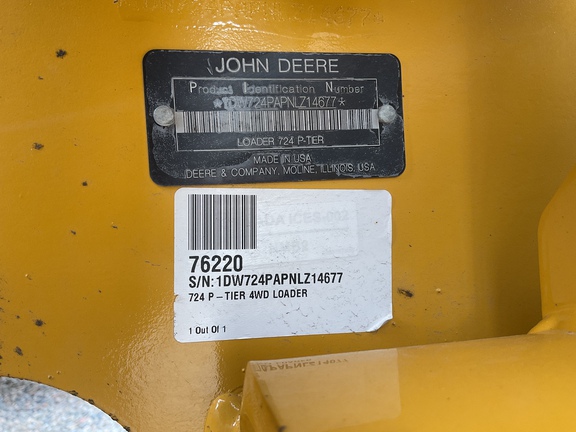 JOHN DEERE
Product Identification Number
*1DW724PAPNLZ14677*
LOADER 724 P-TIER
MADE IN USA
DEERE & COMPANY, MOLINE, ILLINOIS, USA
76220
S/N:1DW724PAPNLZ14677
724 P-TIER 4WD LOADER
1 Out Of 1